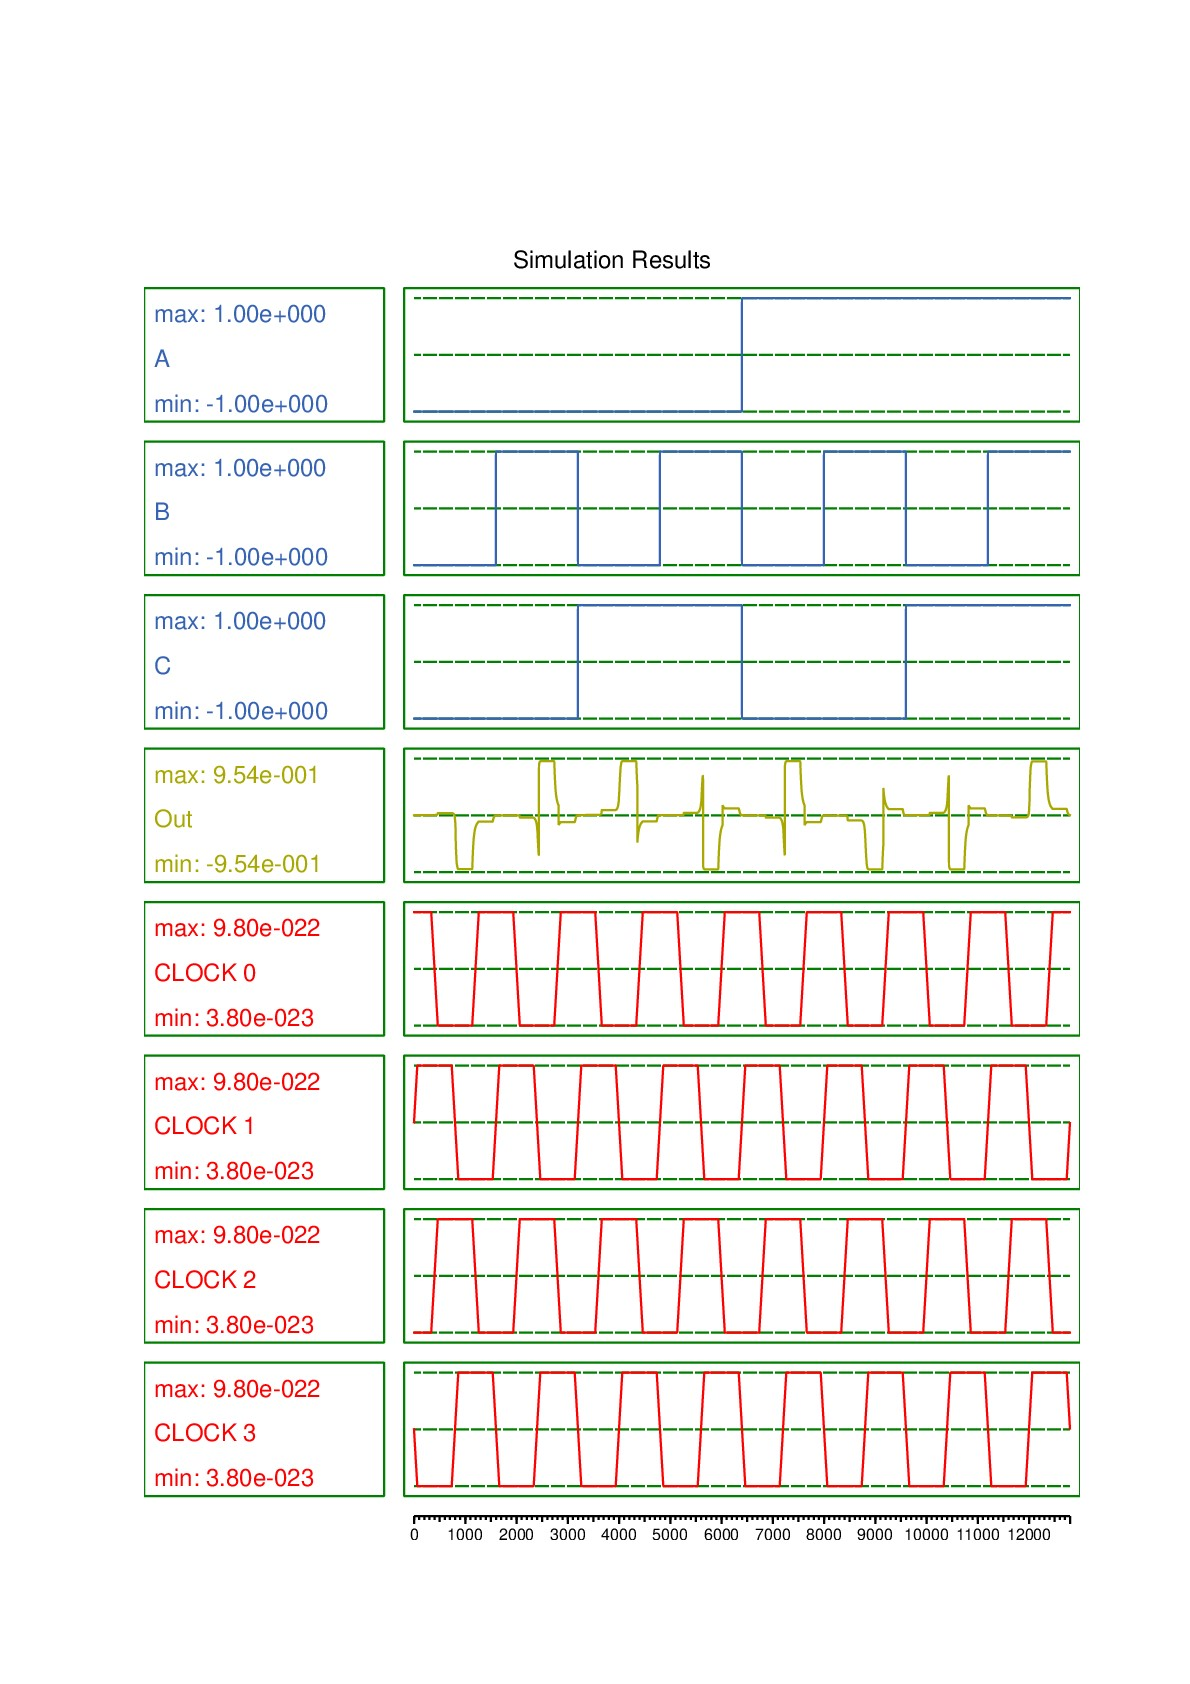 Simulation Results
max: 1.00e+000
A
min: -1.00e+000
max: 1.00e+000
B
min: -1.00e+000
max: 1.00e+000
C
min: -1.00e+000
max: 9.54e-001
Out
min: -9.54e-001
max: 9.80e-022
CLOCK 0
min: 3.80e-023
max: 9.80e-022
CLOCK 1
min: 3.80e-023
max: 9.80e-022
CLOCK 2
min: 3.80e-023
max: 9.80e-022
CLOCK 3
min: 3.80e-023
0 1000 2000 3000 4000 5000 6000 7000 8000 9000 10000 11000 12000